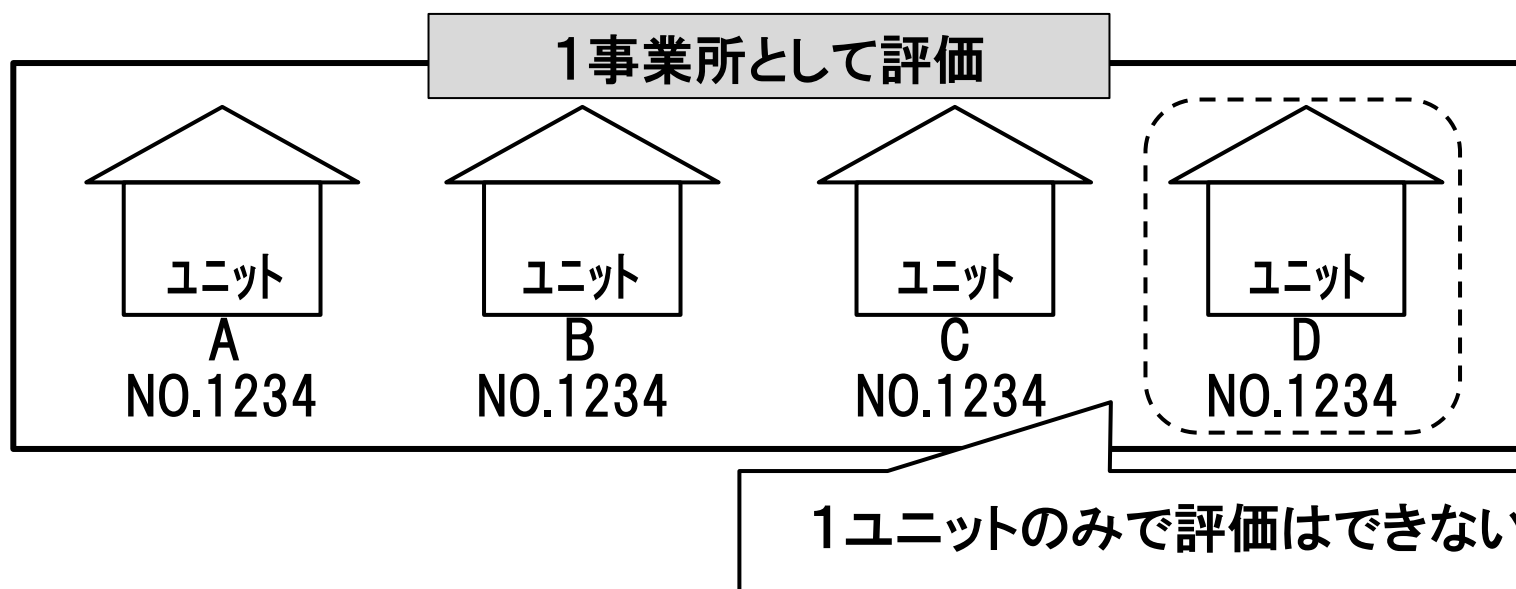 1事業所として評価
ユニット ユニット ユニット ユニット
A B C D
NO.1234 NO.1234 NO.1234 NO.1234
1ユニットのみで評価はできない